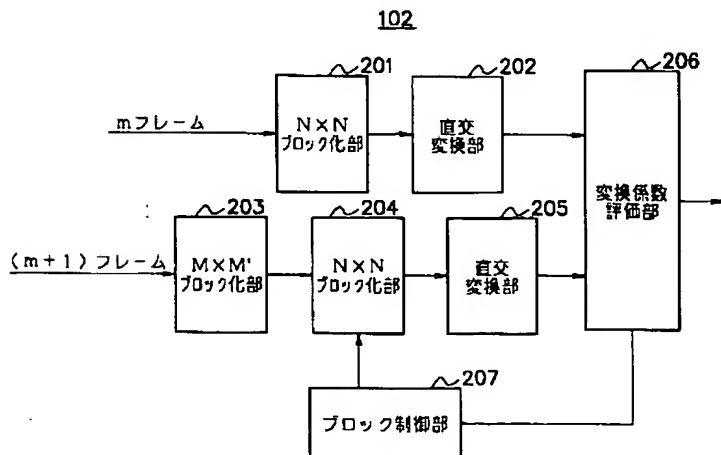 102
201
202
206
mフレーム
N×N
ブロック化部
直交
変換部
変換係数
評価部
203
204
205
(m+1)フレーム
M×M'
ブロック化部
N×N
ブロック化部
直交
変換部
207
ブロック制御部